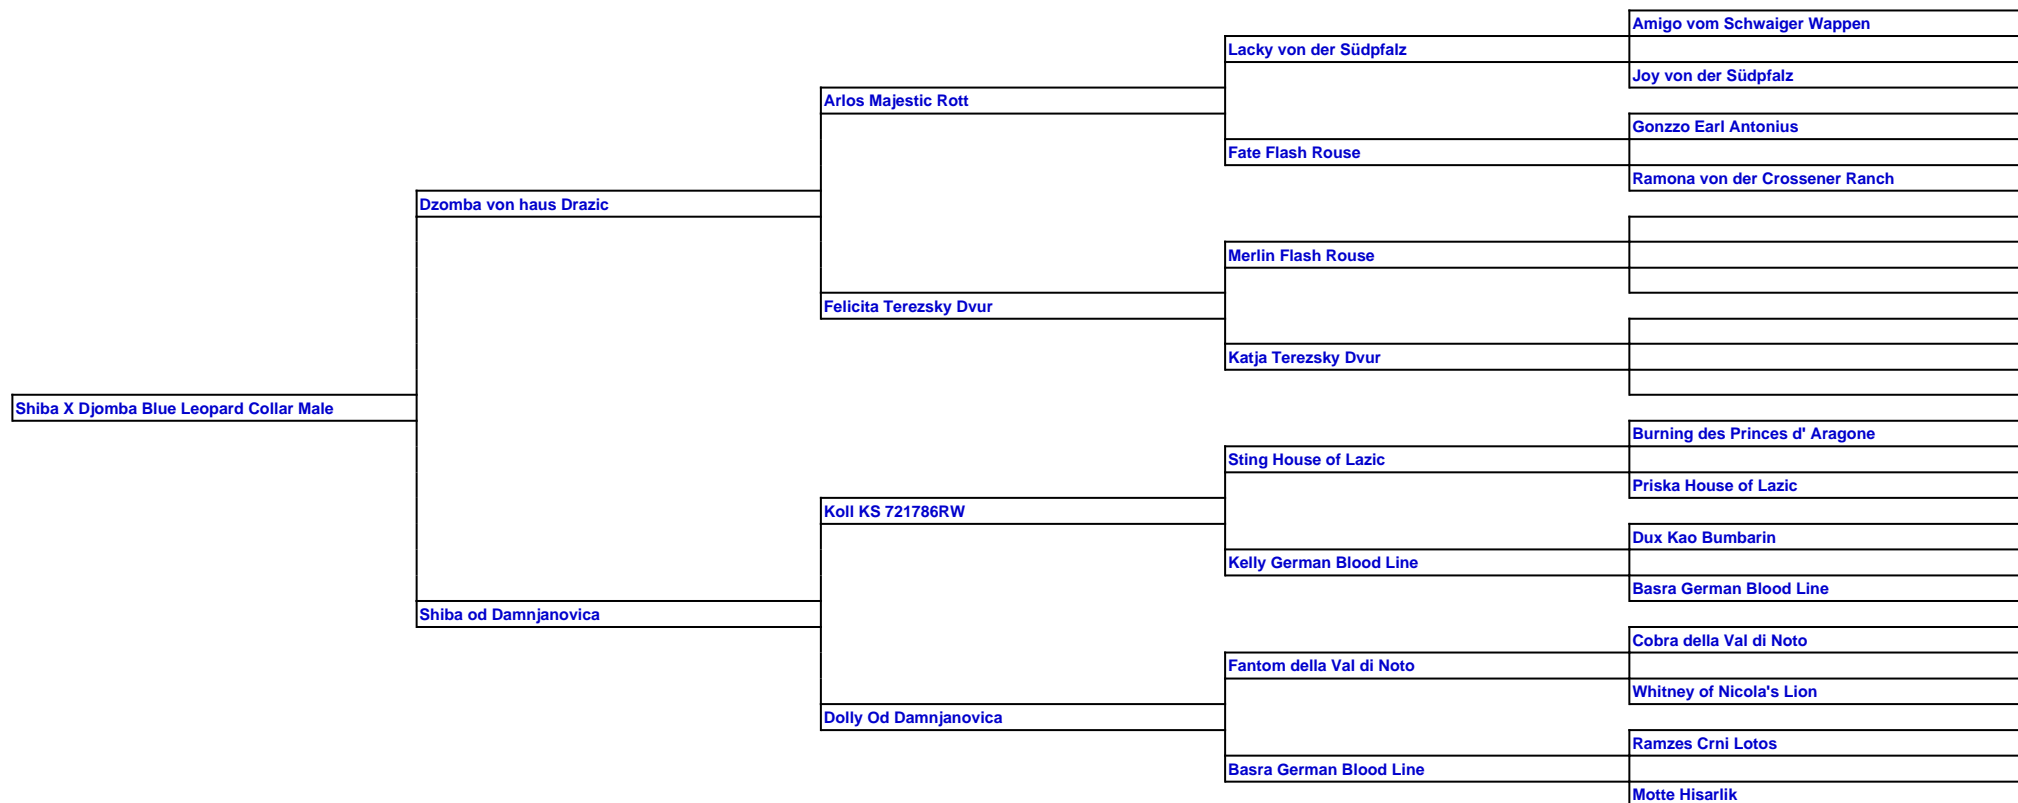 Amigo vom Schwaiger Wappen
Lacky von der Südpfalz
Joy von der Südpfalz
Arlos Majestic Rott
Gonzzo Earl Antonius
Fate Flash Rouse
Ramona von der Crossener Ranch
Dzomba von haus Drazic
Merlin Flash Rouse
Felicita Terezsky Dvur
Katja Terezsky Dvur
Shiba X Djomba Blue Leopard Collar Male
Burning des Princes d' Aragone
Sting House of Lazic
Priska House of Lazic
Koll KS 721786RW
Dux Kao Bumbarin
Kelly German Blood Line
Basra German Blood Line
Shiba od Damnjanovica
Cobra della Val di Noto
Fantom della Val di Noto
Whitney of Nicola's Lion
Dolly Od Damnjanovica
Ramzes Crni Lotos
Basra German Blood Line
Motte Hisarlik